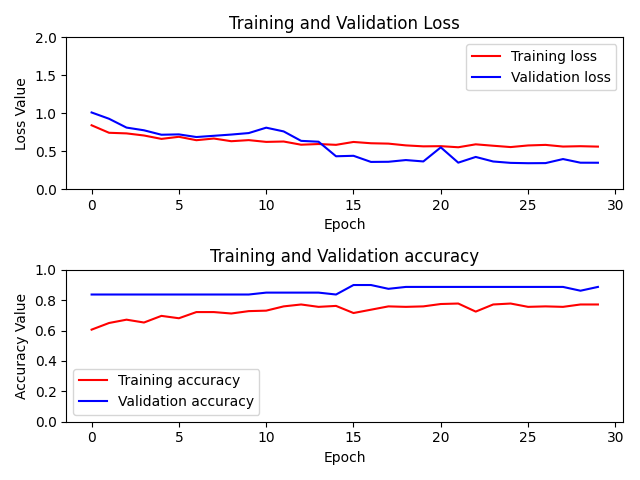 Training and Validation Loss
Loss Value
2.0
1.5
1.0
0.5
0.0
Training loss
Validation loss
0 5 10 15 20 25 30
Epoch
Training and Validation accuracy
Accuracy Value
1.0
0.8
0.6
0.4
0.2
0.0
Training accuracy
Validation accuracy
0 5 10 15 20 25 30
Epoch